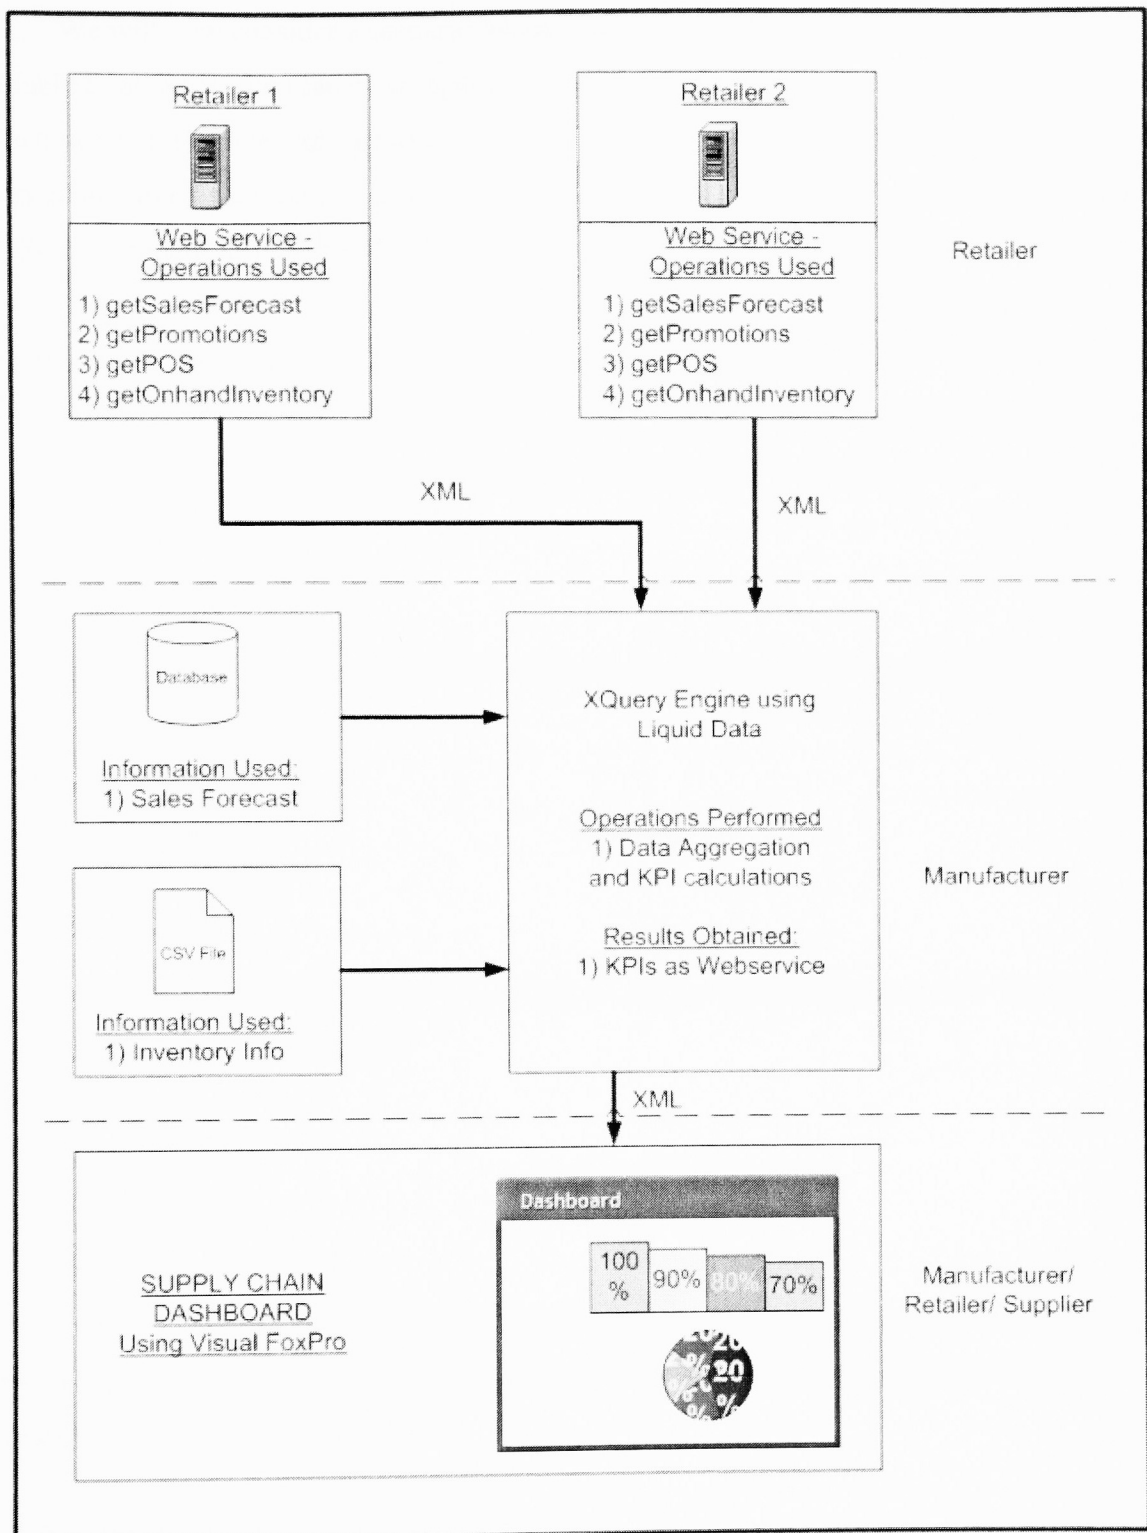 Retailer 1
Web Service -
Operations Used
1) getSalesForecast
2) getPromotions
3) getPOS
4) getOnhandInventory
Retailer 2
Web Service -
Operations Used
1) getSalesForecast
2) getPromotions
3) getPOS
4) getOnhandInventory
Retailer
XML
XML
Database
Information Used:
1) Sales Forecast
CSV File
Information Used:
1) Inventory Info
XQuery Engine using
Liquid Data
Operations Performed
1) Data Aggregation
and KPI calculations
Results Obtained:
1) KPIs as Webservice
Manufacturer
XML
SUPPLY CHAIN
DASHBOARD
Using Visual FoxPro
Dashboard
100
%
90%
80%
70%
20
20
%
%
Manufacturer/
Retailer/ Supplier